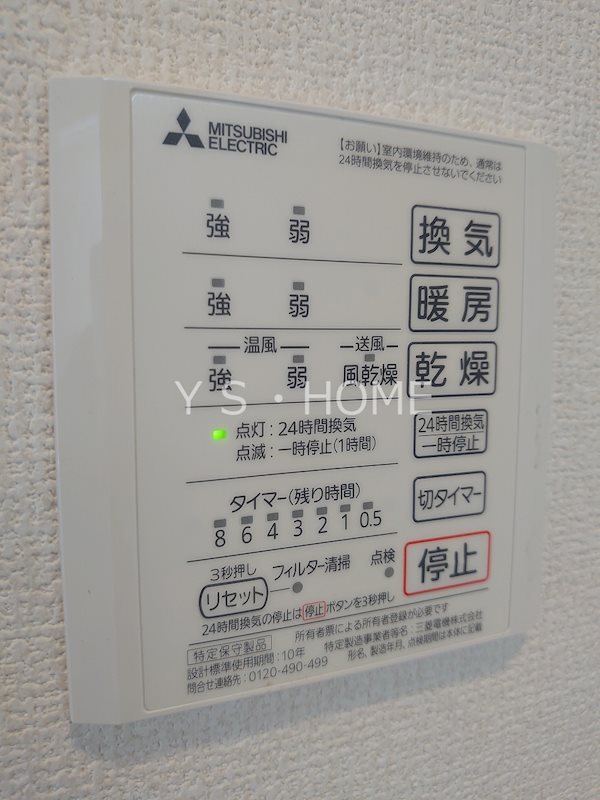 MITSUBISHI
ELECTRIC
【お願い】室内環境維持のため、通常は
24時間換気を停止させないでください
強 弱 換気
強 弱 暖房
温風 送風
強 弱 風乾燥 乾燥
YS・HOME
点灯:24時間換気
点滅:一時停止(1時間)
24時間換気
一時停止
タイマー(残り時間)
8 6 4 3 2 1 0.5
切タイマー
3秒押し
リセット フィルター清掃 点検 停止
24時間換気の停止は停止ボタンを3秒押し
特定保守製品 所有者票による所有者登録が必要です
設計標準使用期間:10年 特定製造事業者等名:三菱電機株式会社
問合せ連絡先:0120-490-499 形名、製造年月、点検期間は本体に記載